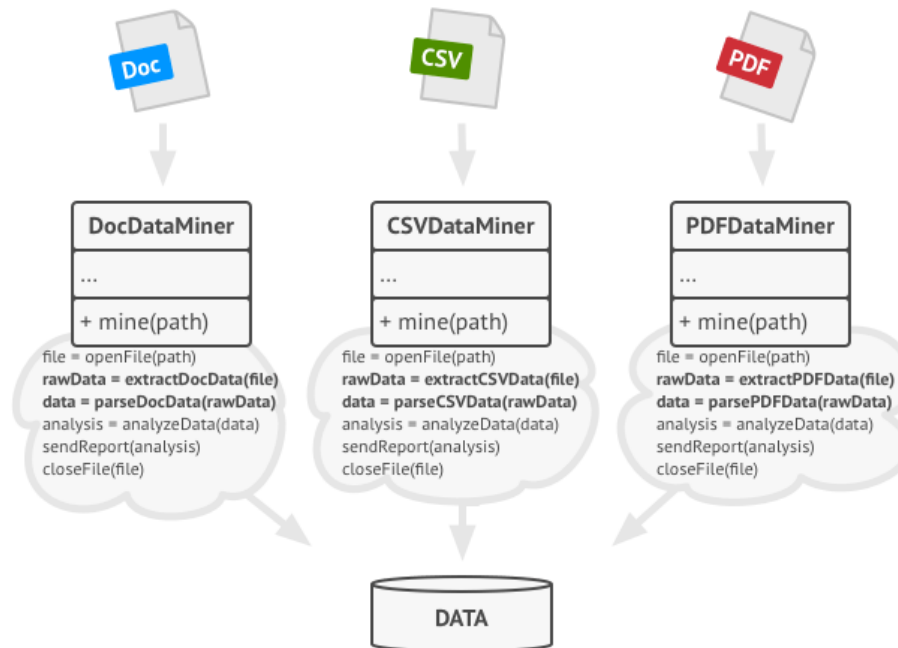 Doc
CSV
PDF
DocDataMiner
...
+ mine(path)
file = openFile(path)
rawData = extractDocData(file)
data = parseDocData(rawData)
analysis = analyzeData(data)
sendReport(analysis)
closeFile(file)
CSVDataMiner
...
+ mine(path)
file = openFile(path)
rawData = extractCSVData(file)
data = parseCSVData(rawData)
analysis = analyzeData(data)
sendReport(analysis)
closeFile(file)
PDFDataMiner
...
+ mine(path)
file = openFile(path)
rawData = extractPDFData(file)
data = parsePDFData(rawData)
analysis = analyzeData(data)
sendReport(analysis)
closeFile(file)
DATA